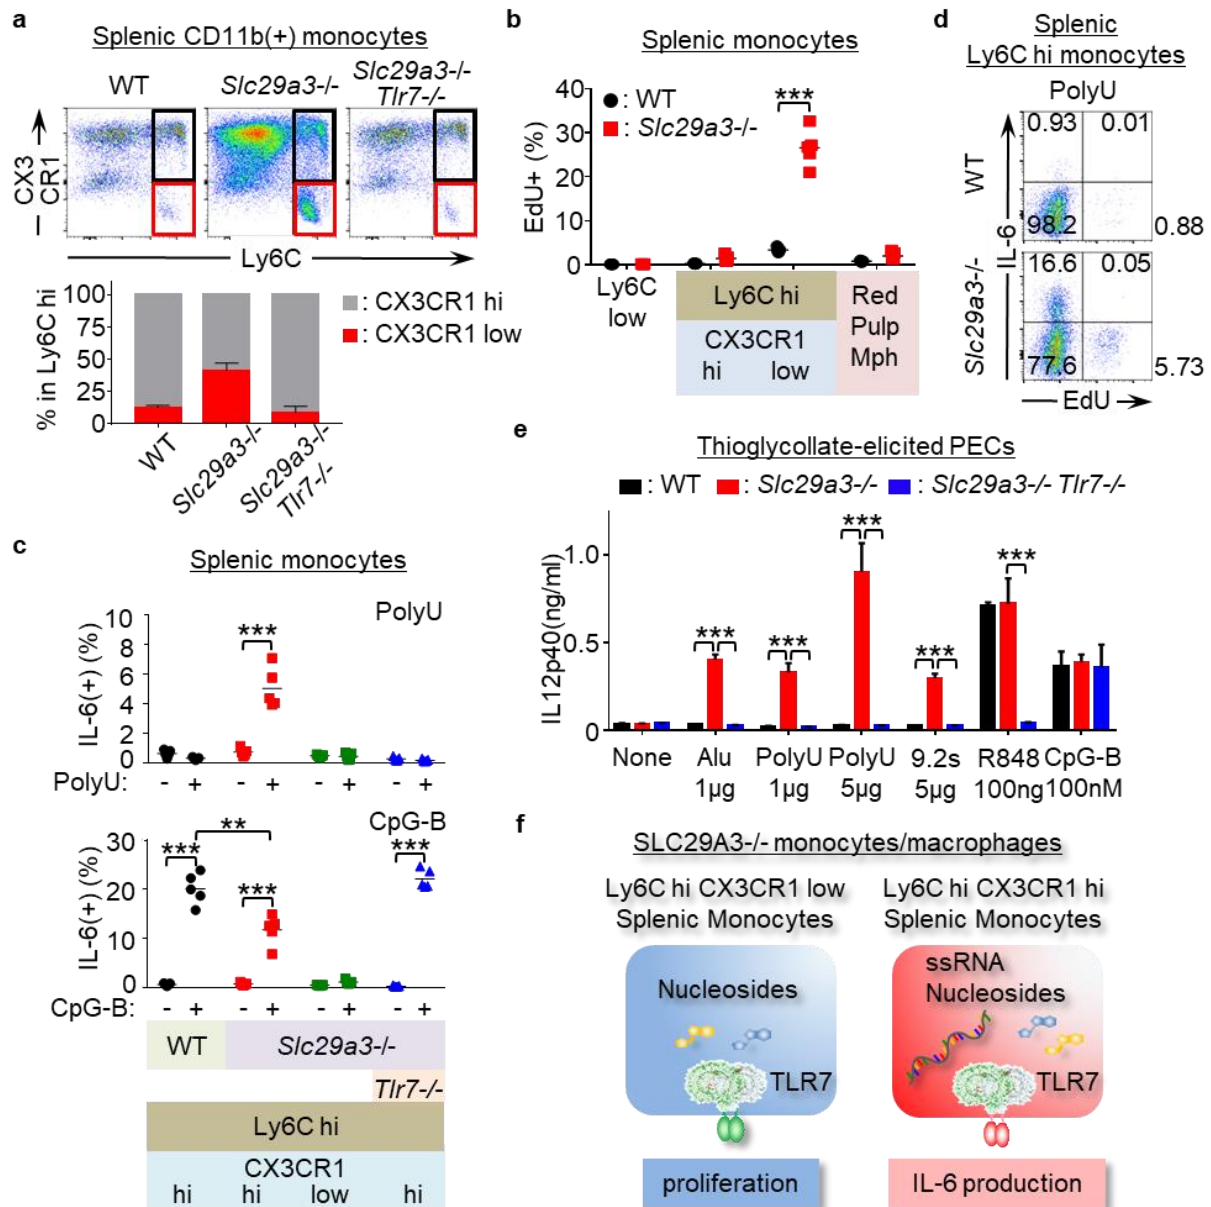 a
Splenic CD11b(+) monocytes
WT
Slc29a3-/-
Slc29a3-/-
Tlr7-/-
CX3
CR1
Ly6C
% in Ly6C hi
100
75
50
25
0
: CX3CR1 hi
: CX3CR1 low
WT
Slc29a3-/-
Slc29a3-/-
Tlr7-/-
b
Splenic monocytes
EdU+ (%)
40
30
20
10
0
: WT
: Slc29a3-/-
***
Ly6C
low
Ly6C hi
CX3CR1
hi low
Red
Pulp
Mph
c
Splenic monocytes
PolyU
IL-6(+) (%)
10
8
6
4
2
0
***
PolyU: - + - + - + - +
CpG-B
IL-6(+) (%)
30
20
10
0
***
**
***
***
CpG-B: - + - + - + - +
WT
Slc29a3-/-
Tlr7-/-
Ly6C hi
CX3CR1
hi hi low hi
d
Splenic
Ly6C hi monocytes
PolyU
WT
0.93 0.01
98.2 0.88
IL-6
Slc29a3-/-
16.6 0.05
77.6 5.73
EdU
e
Thioglycollate-elicited PECs
: WT : Slc29a3-/- : Slc29a3-/- Tlr7-/-
IL12p40(ng/ml)
1.0
0.5
0
***
***
***
***
***
None Alu PolyU PolyU 9.2s R848 CpG-B
1µg 1µg 5µg 5µg 100ng 100nM
f
SLC29A3-/- monocytes/macrophages
Ly6C hi CX3CR1 low
Splenic Monocytes
Nucleosides
TLR7
proliferation
Ly6C hi CX3CR1 hi
Splenic Monocytes
ssRNA
Nucleosides
TLR7
IL-6 production